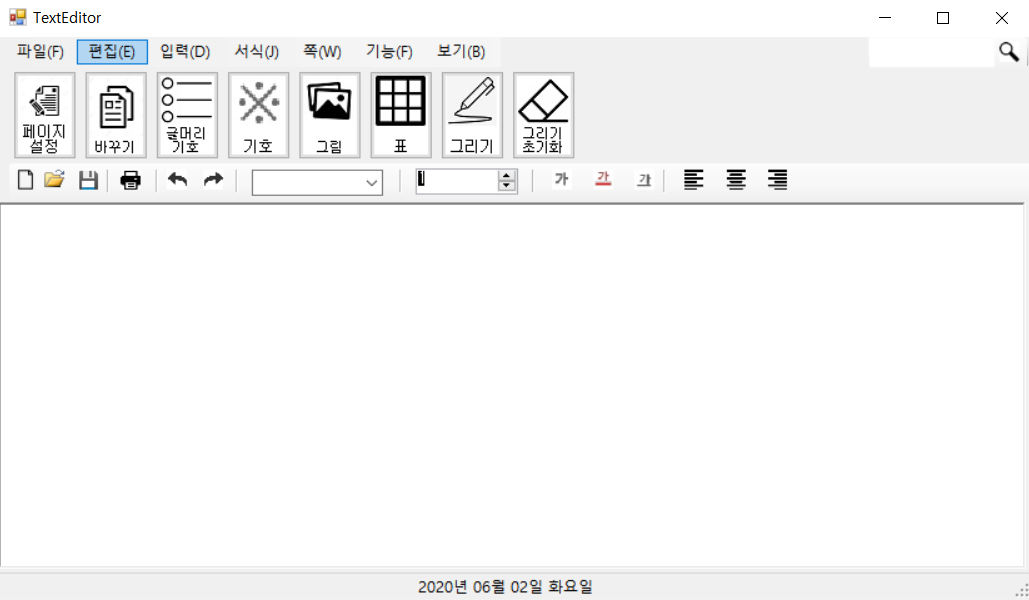 TextEditor
파일(F) 편집(E) 입력(D) 서식(J) 쪽(W) 기능(F) 보기(B)
페이지 설정
바꾸기
글머리 기호
기호
그림
표
그리기
그리기 초기화
1
가 가 가
2020년 06월 02일 화요일